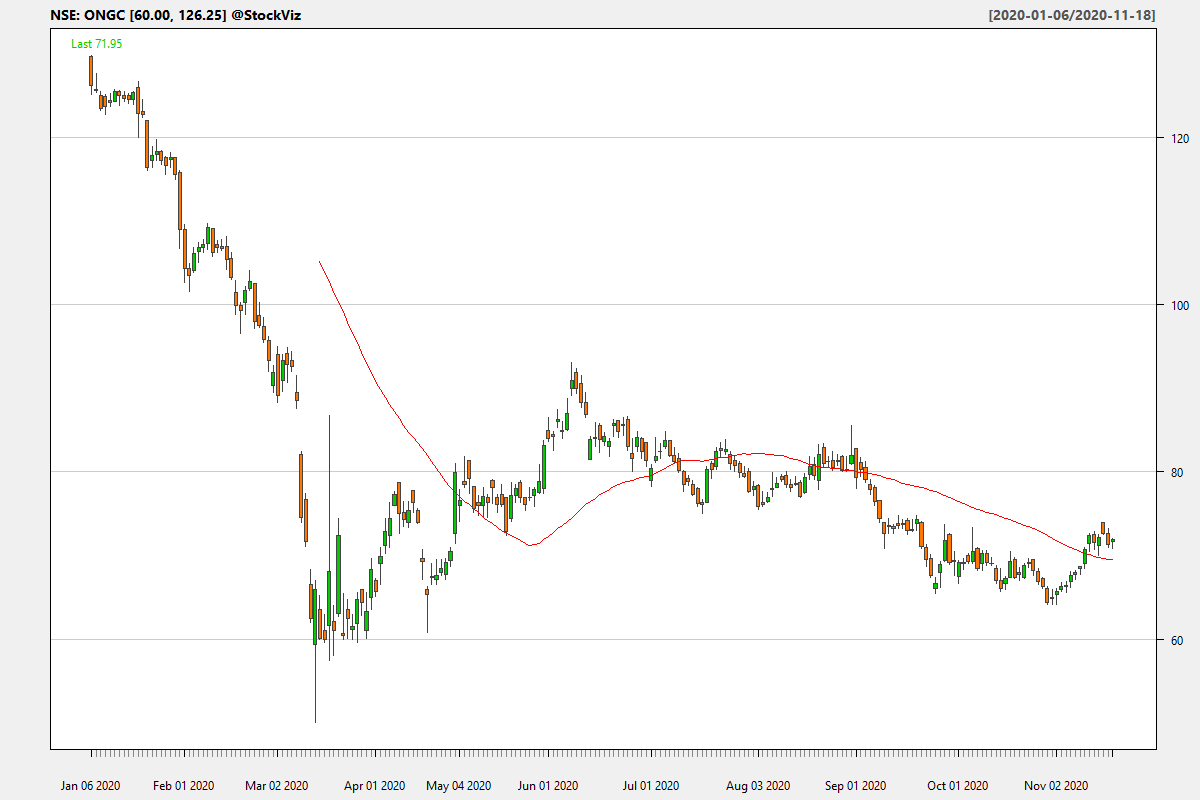 NSE: ONGC [60.00, 126.25] @StockViz
[2020-01-06/2020-11-18]
Last 71.95
120
100
80
60
Jan 06 2020
Feb 01 2020
Mar 02 2020
Apr 01 2020
May 04 2020
Jun 01 2020
Jul 01 2020
Aug 03 2020
Sep 01 2020
Oct 01 2020
Nov 02 2020